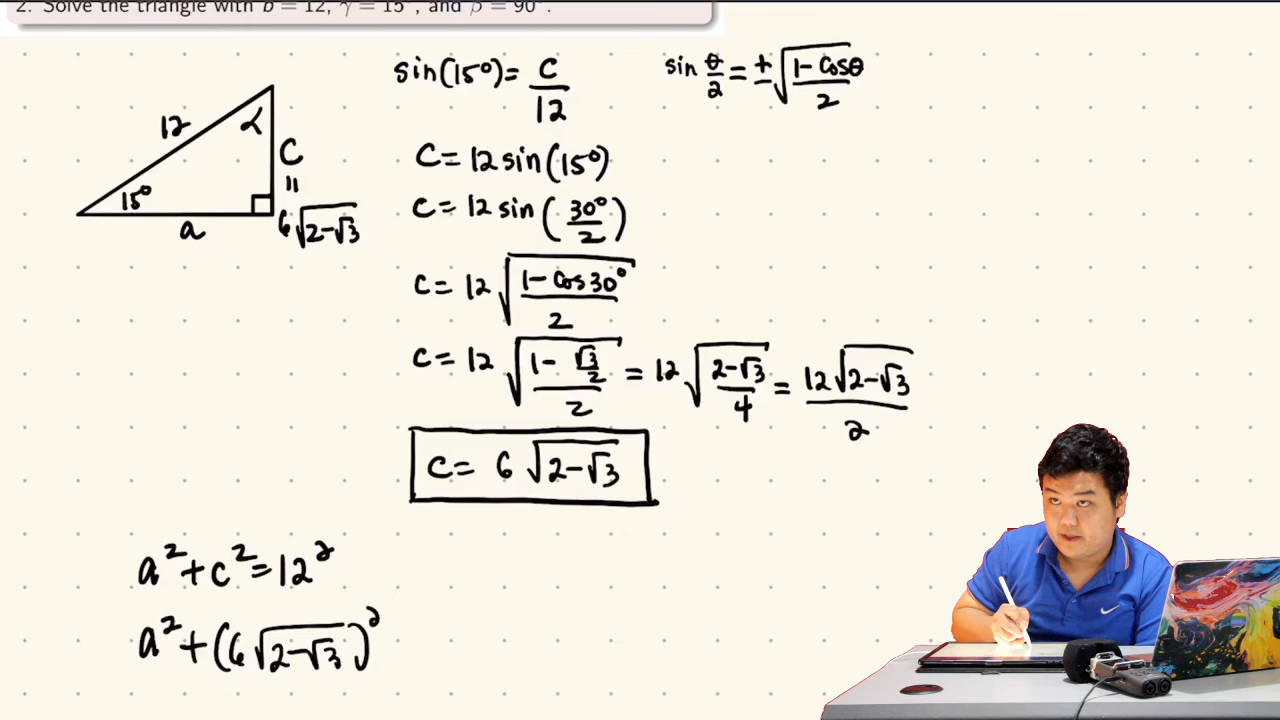 2. Solve the triangle with b = 12, γ = 15°, and β = 90°.
12
α
15°
a
C
=
6√(2-√3)
sin(15°) = C/12
C = 12 sin(15°)
C = 12 sin(30°/2)
C = 12 √((1 - cos30°)/2)
C = 12 √((1 - √3/2)/2) = 12 √((2-√3)/4) = 12√(2-√3)/2
C = 6 √(2-√3)
sin θ/2 = ± √((1 - cosθ)/2)
a² + c² = 12²
a² + (6√(2-√3))²